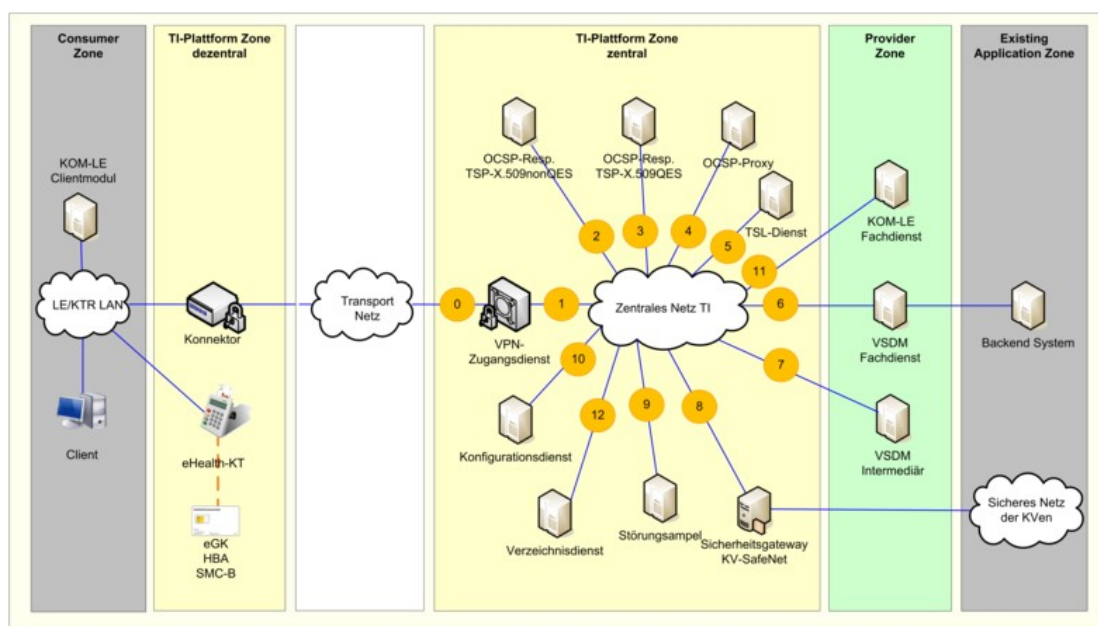 Consumer
Zone
TI-Plattform Zone
dezentral
TI-Plattform Zone
zentral
Provider
Zone
Existing
Application Zone
KOM-LE
Clientmodul
LE/KTR LAN
Client
Konnektor
eHealth-KT
eGK
HBA
SMC-B
Transport
Netz
0
VPN-
Zugangsdienst
1
OCSP-Resp.
TSP-X.509nonQES
OCSP-Resp.
TSP-X.509QES
OCSP-Proxy
TSL-Dienst
2
3
4
5
11
Zentrales Netz TI
6
7
10
12
9
8
Konfigurationsdienst
Verzeichnisdienst
Störungsampel
Sicherheitsgateway
KV-SafeNet
KOM-LE
Fachdienst
VSDM
Fachdienst
VSDM
Intermediär
Backend System
Sicheres Netz
der KVen